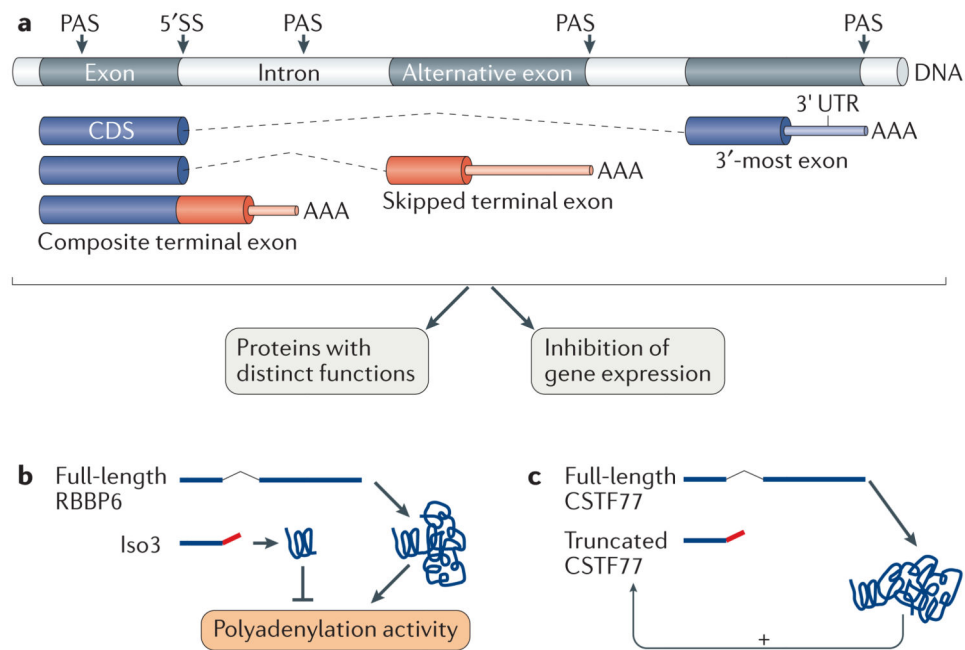 a
PAS
5′SS
PAS
PAS
PAS
Exon
Intron
Alternative exon
DNA
CDS
3' UTR
AAA
3′-most exon
AAA
Skipped terminal exon
AAA
Composite terminal exon
Proteins with
distinct functions
Inhibition of
gene expression
b
Full-length
RBBP6
Iso3
Polyadenylation activity
c
Full-length
CSTF77
Truncated
CSTF77
+